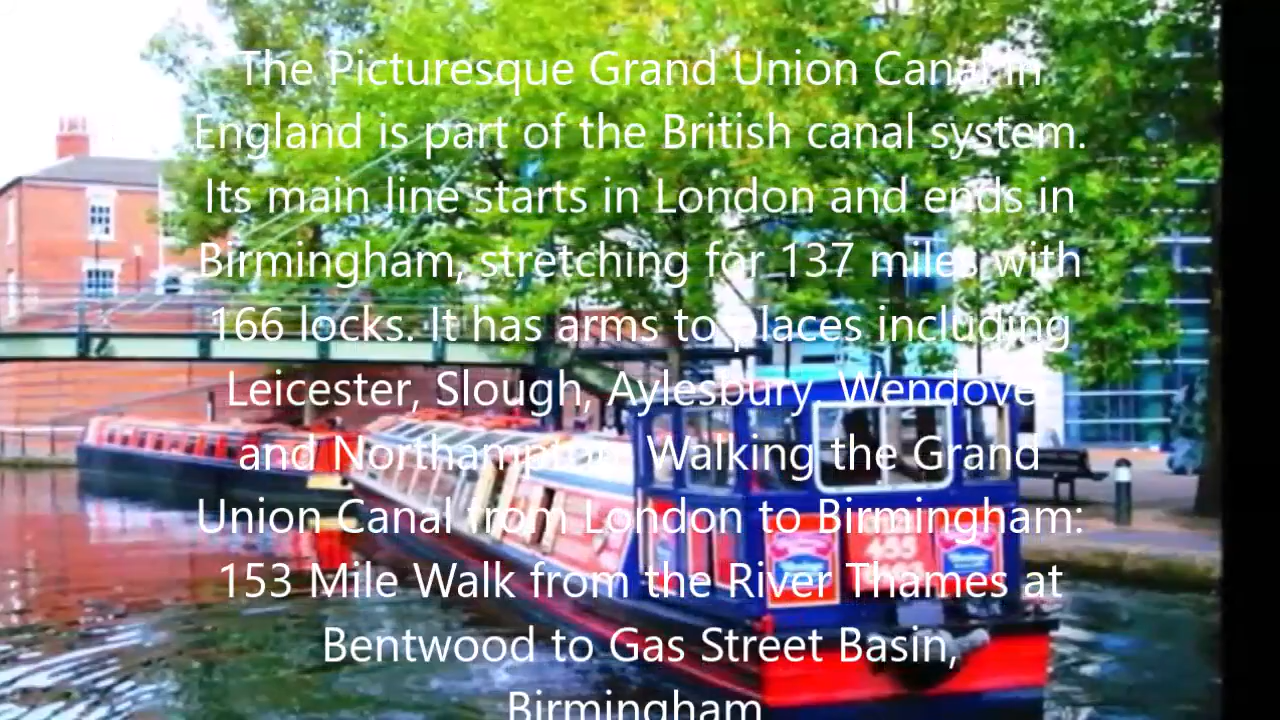 The Picturesque Grand Union Canal in
England is part of the British canal system.
Its main line starts in London and ends in
Birmingham, stretching for 137 miles with
166 locks. It has arms to places including
Leicester, Slough, Aylesbury, Wendover
and Northampton. Walking the Grand
Union Canal from London to Birmingham:
153 Mile Walk from the River Thames at
Bentwood to Gas Street Basin,
Birmingham
455